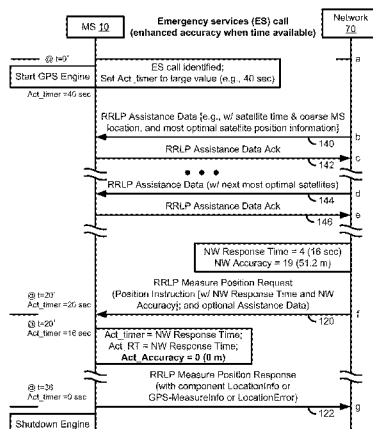 MS 10
Emergency services (ES) call
(enhanced accuracy when time available)
Network
70
@ t=0-
a
ES call identified;
Set Act_timer to large value (e.g., 40 sec)
Start GPS Engine
Act_timer =40 sec
RRLP Assistance Data {e.g., w/ satellite time & coarse MS
location, and most optimal satellite position information}
b
140
RRLP Assistance Data Ack
c
142
• • •
RRLP Assistance Data (w/ next most optimal satellites)
d
144
RRLP Assistance Data Ack
e
146
NW Response Time = 4 (16 sec)
NW Accuracy = 19 (51.2 m)
RRLP Measure Position Request
(Position Instruction [w/ NW Response Time and NW
Accuracy]; and optional Assistance Data)
@ t=20-
Act_timer =20 sec
f
120
@ t=20+
Act_timer =16 sec
Act_timer = NW Response Time;
Act_RT = NW Response Time;
Act_Accuracy = 0 (0 m)
RRLP Measure Position Response
(with component LocationInfo or
GPS-MeasureInfo or LocationError)
@ t=36
Act_timer =0 sec
g
122
Shutdown Engine